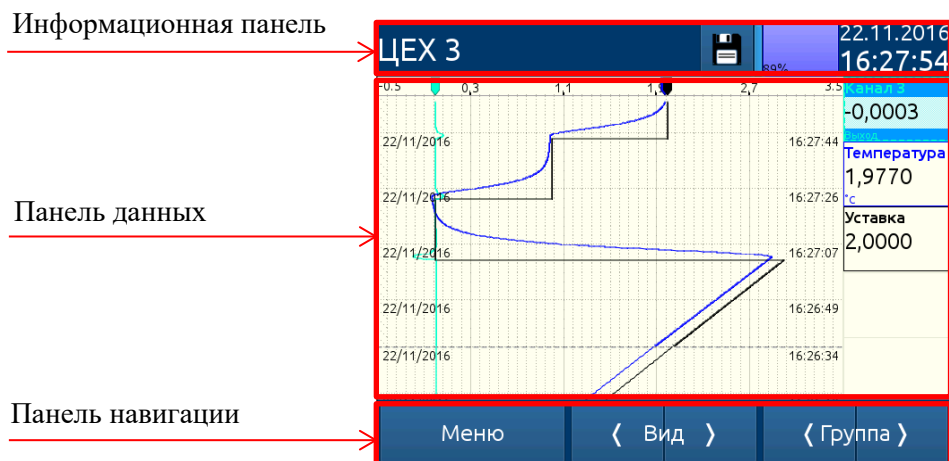 Информационная панель
ЦЕХ 3
89%
22.11.2016
16:27:54
-0.5 0,3 1,1 1,9 2,7 3.5
Канал 3
-0,0003
Выход
22/11/2016 16:27:44
Температура
1,9770
°C
22/11/2016 16:27:26
Уставка
2,0000
Панель данных
22/11/2016 16:27:07
22/11/2016 16:26:49
22/11/2016 16:26:34
Панель навигации
Меню
❬ Вид ❭
❬ Группа ❭